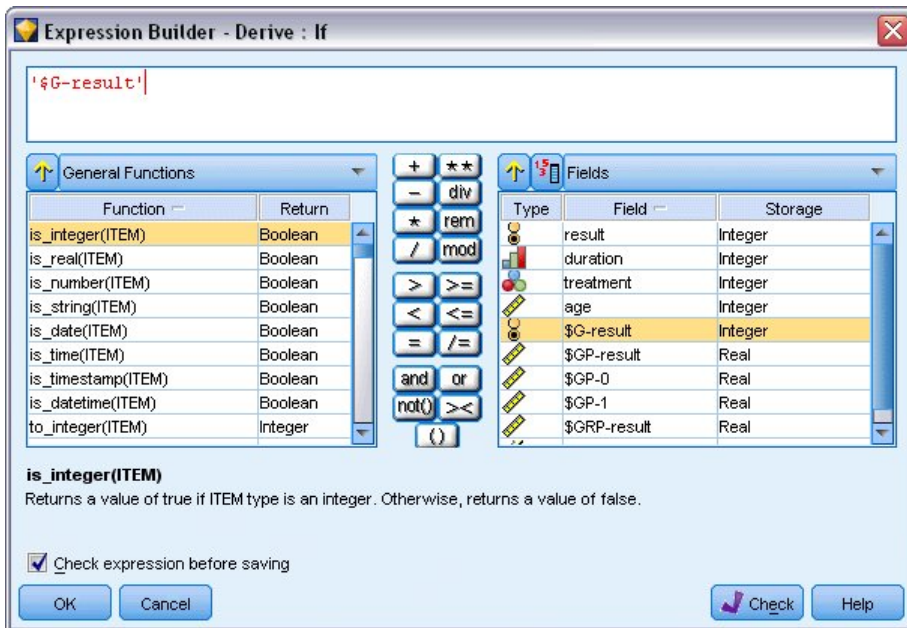 Expression Builder - Derive : If
'$G-result'
General Functions
Function Return
is_integer(ITEM) Boolean
is_real(ITEM) Boolean
is_number(ITEM) Boolean
is_string(ITEM) Boolean
is_date(ITEM) Boolean
is_time(ITEM) Boolean
is_timestamp(ITEM) Boolean
is_datetime(ITEM) Boolean
to_integer(ITEM) Integer
+ **
- div
* rem
/ mod
> >=
< <=
= /=
and or
not() ><
()
Fields
Type Field Storage
result Integer
duration Integer
treatment Integer
age Integer
$G-result Integer
$GP-result Real
$GP-0 Real
$GP-1 Real
$GRP-result Real
is_integer(ITEM)
Returns a value of true if ITEM type is an integer. Otherwise, returns a value of false.
Check expression before saving
OK Cancel Check Help